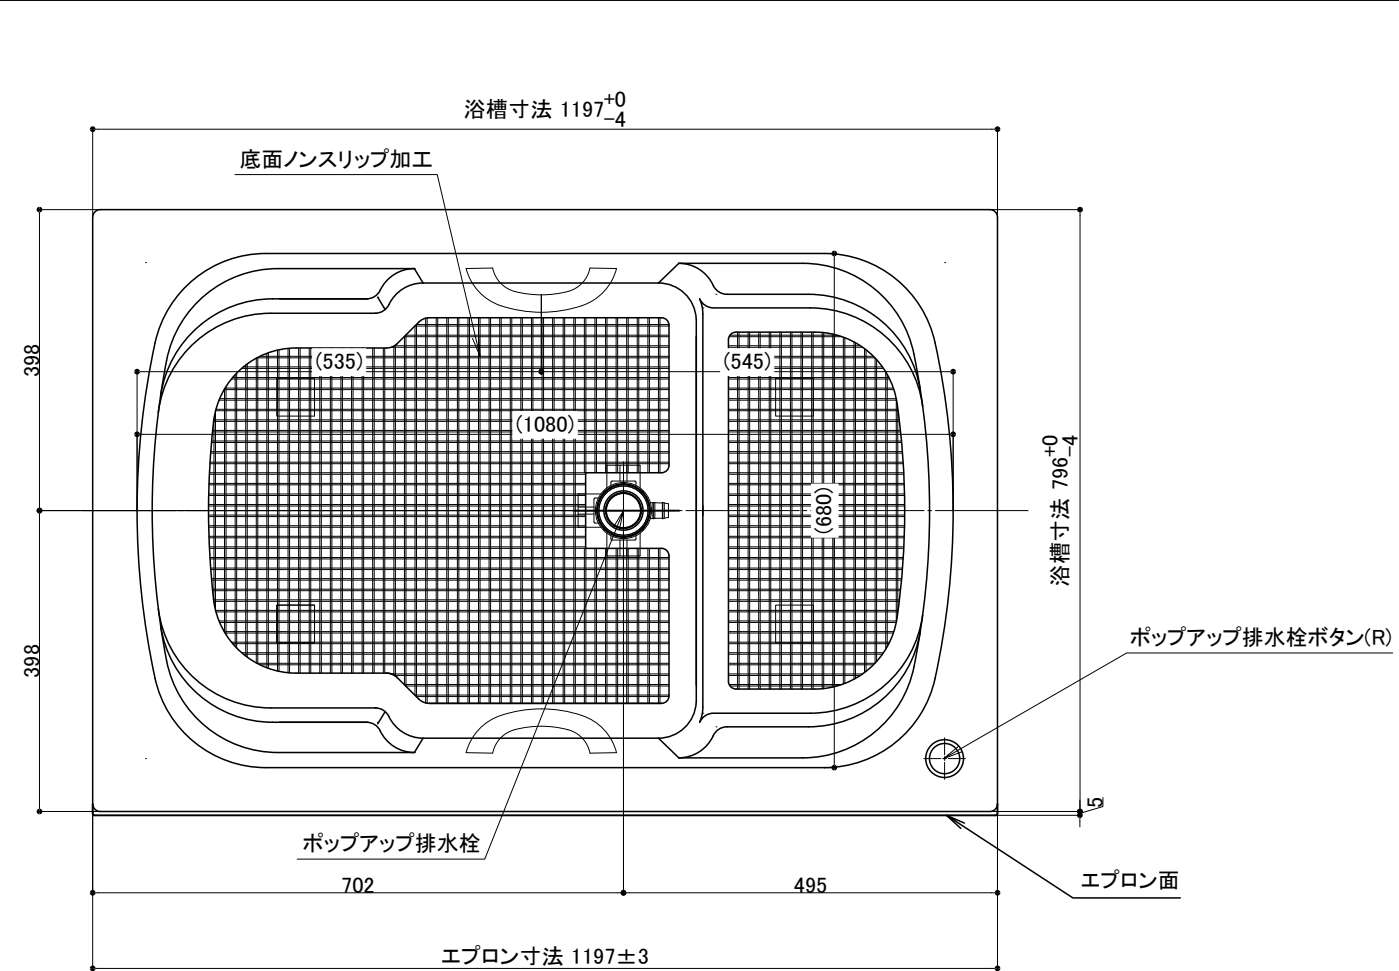 浴槽寸法 1197 +0 -4
底面ノンスリップ加工
398
(535)
(545)
(1080)
浴槽寸法 796 +0 -4
(680)
398
ポップアップ排水栓ボタン(R)
5
ポップアップ排水栓
エプロン面
702
495
エプロン寸法 1197±3